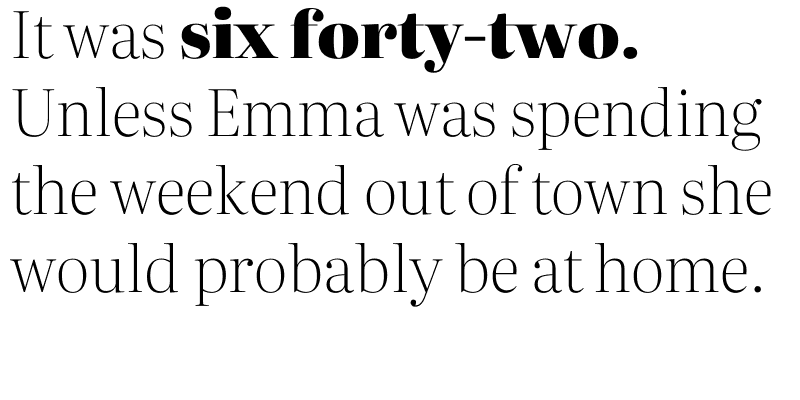 It was six forty-two.
Unless Emma was spending
the weekend out of town she
would probably be at home.